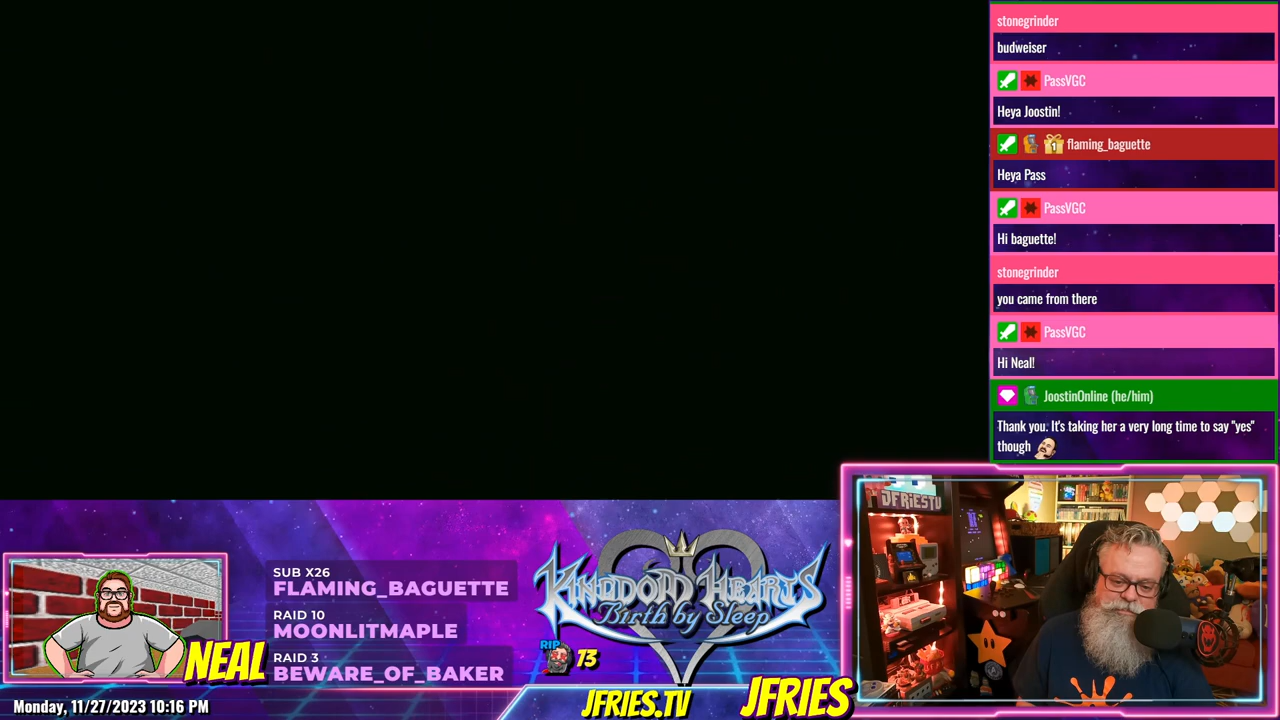 stonegrinder
budweiser
PassVGC
Heya Joostin!
1 flaming_baguette
Heya Pass
PassVGC
Hi baguette!
stonegrinder
you came from there
PassVGC
Hi Neal!
JoostinOnline (he/him)
Thank you. It's taking her a very long time to say "yes"
though
JFRIESTV
SUB X26
FLAMING_BAGUETTE
RAID 10
MOONLITMAPLE
RAID 3
BEWARE_OF_BAKER
NEAL
KINGDOM HEARTS
Birth by Sleep
RIP
13
JFRIES.TV
JFRIES
Monday, 11/27/2023 10:16 PM